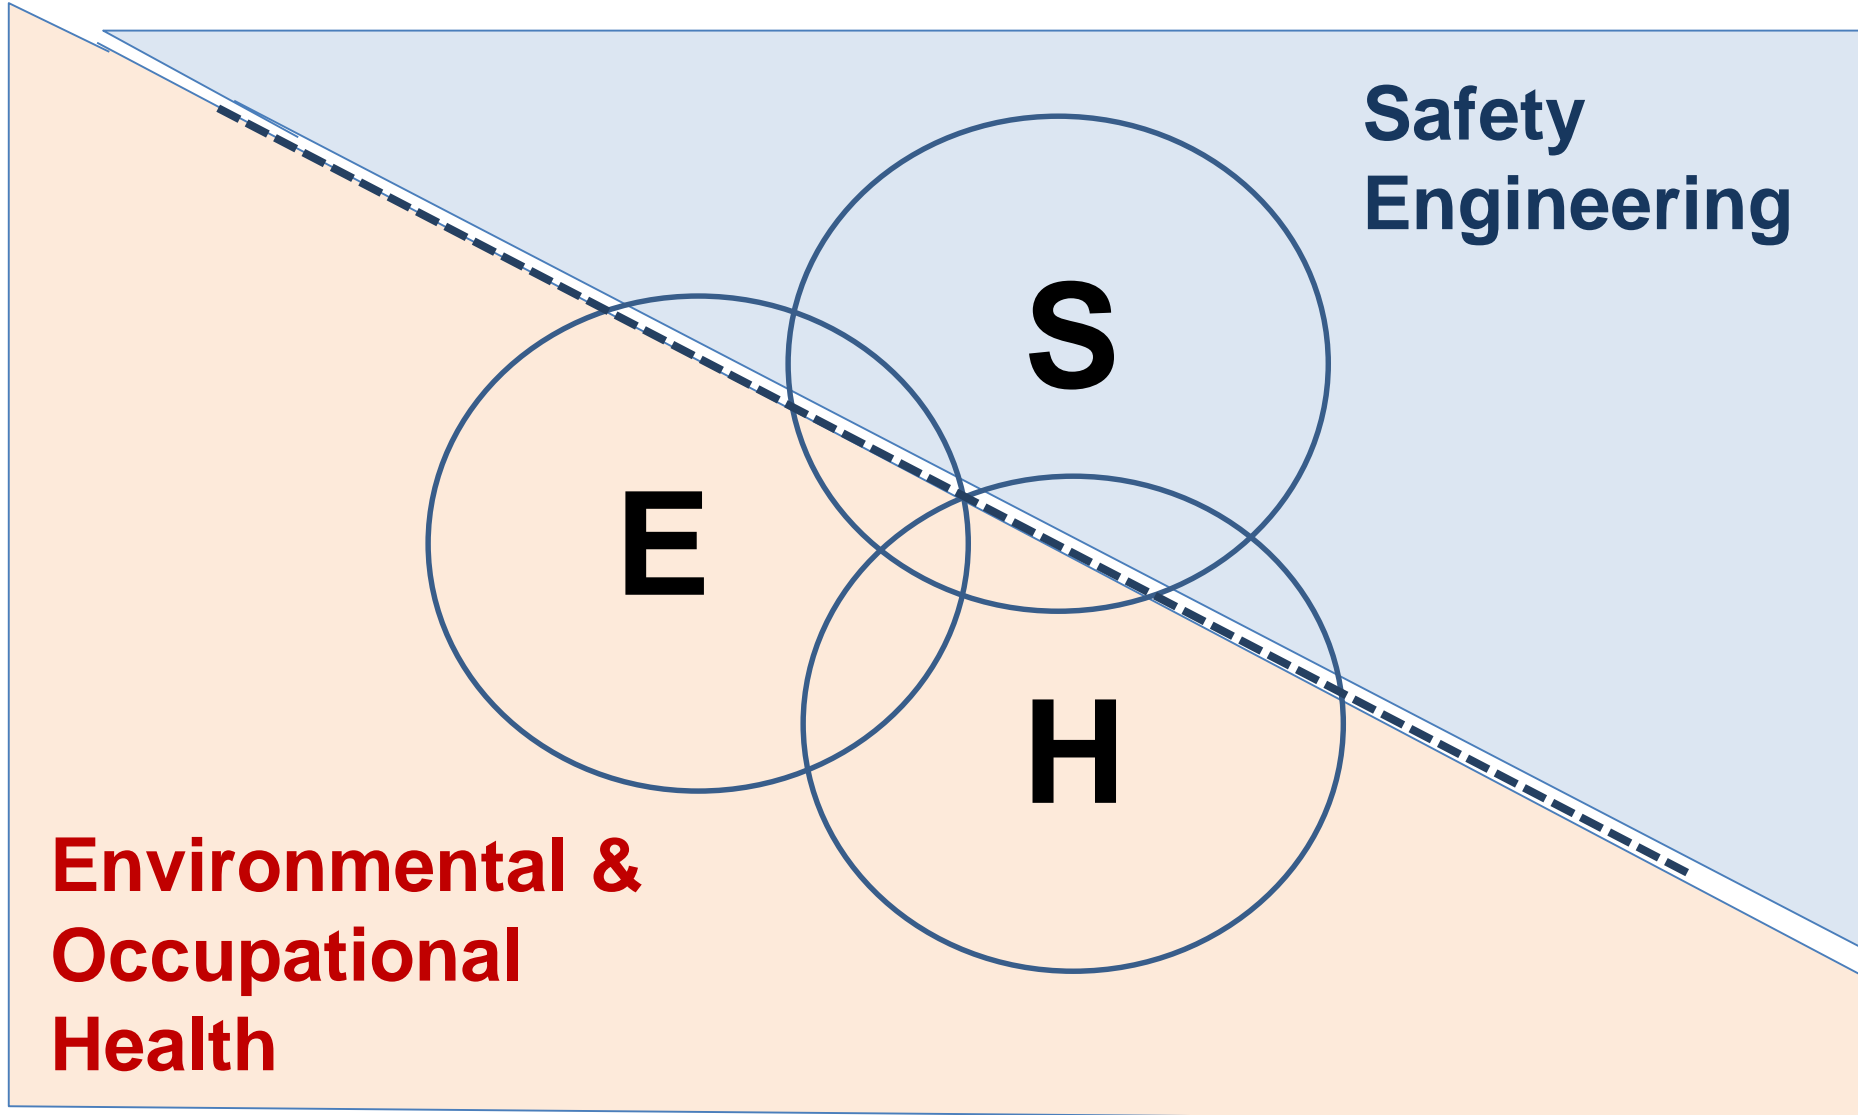 Safety
Engineering
S
E
H
Environmental &
Occupational
Health